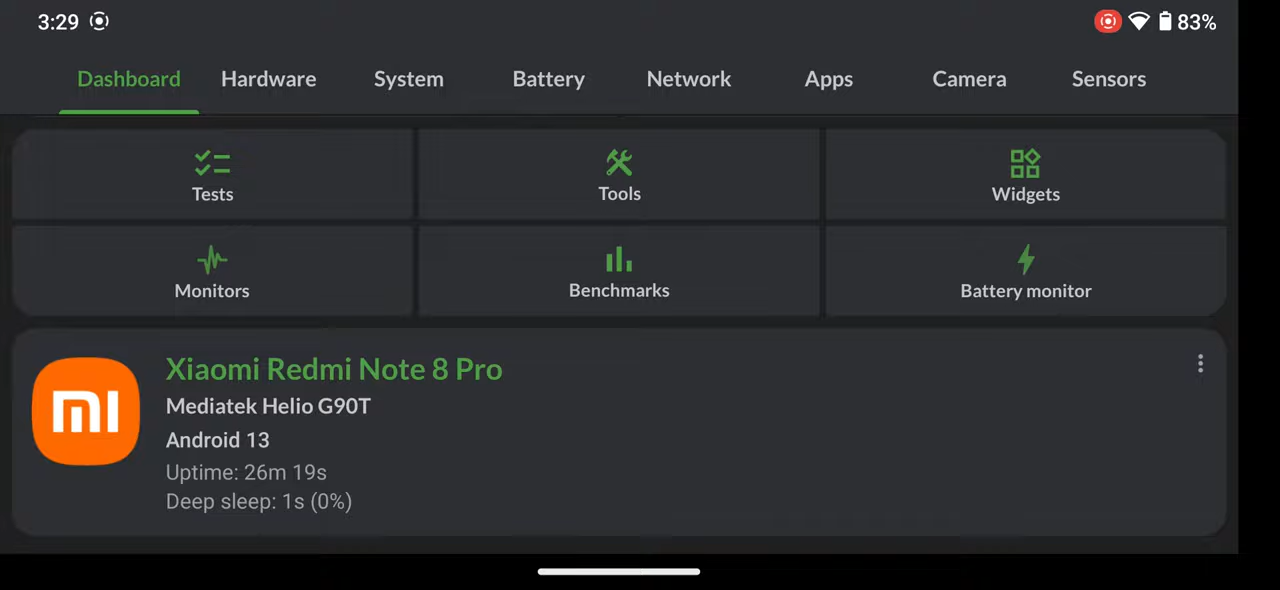 3:29 83%
Dashboard Hardware System Battery Network Apps Camera Sensors
Tests Tools Widgets
Monitors Benchmarks Battery monitor
Xiaomi Redmi Note 8 Pro
Mediatek Helio G90T
Android 13
Uptime: 26m 19s
Deep sleep: 1s (0%)